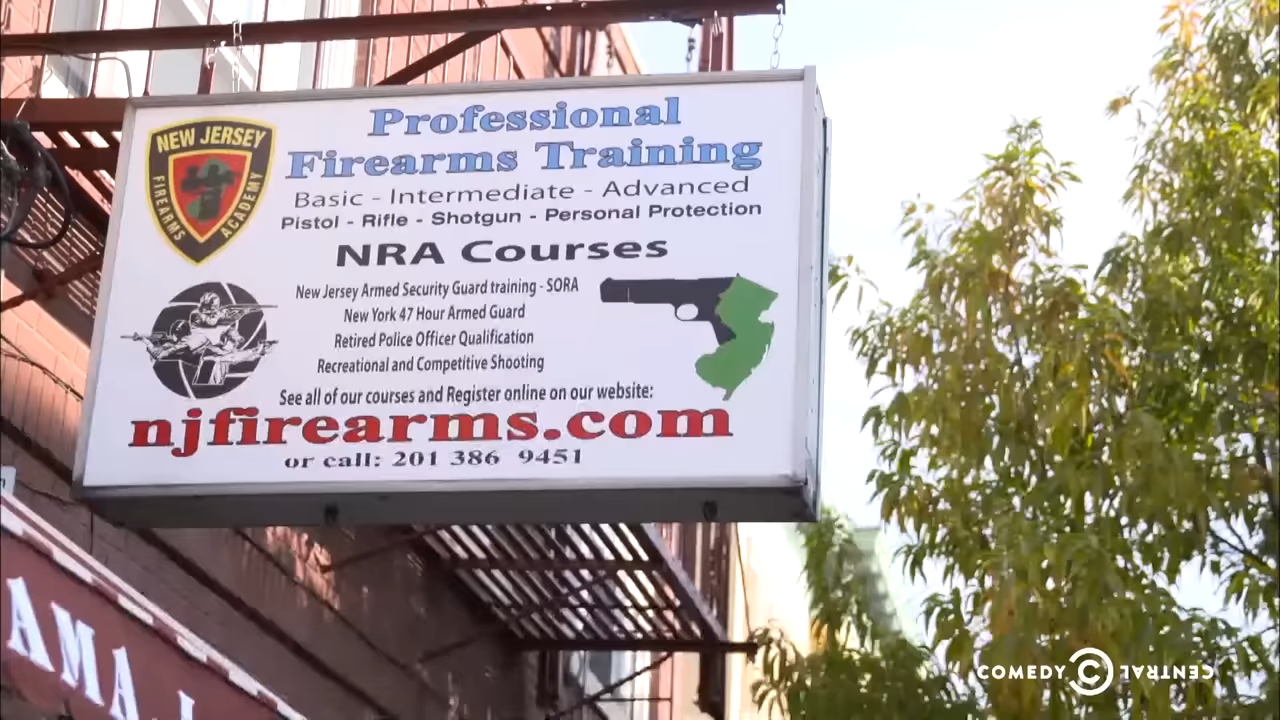 NEW JERSEY
FIREARMS ACADEMY
Professional
Firearms Training
Basic - Intermediate - Advanced
Pistol - Rifle - Shotgun - Personal Protection
NRA Courses
New Jersey Armed Security Guard training - SORA
New York 47 Hour Armed Guard
Retired Police Officer Qualification
Recreational and Competitive Shooting
See all of our courses and Register online on our website:
njfirearms.com
or call: 201 386 9451
AMA
COMEDY CENTRAL